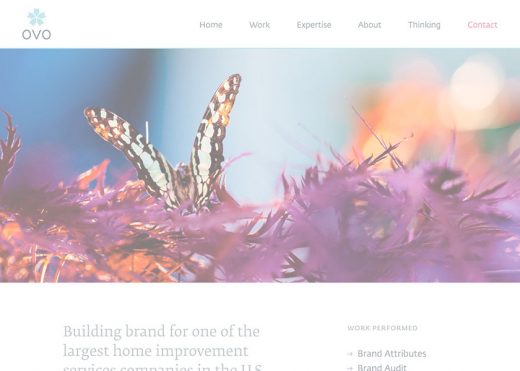 OVO
Home Work Expertise About Thinking Contact
Building brand for one of the
largest home improvement
services companies in the U.S.
WORK PERFORMED
→ Brand Attributes
→ Brand Audit